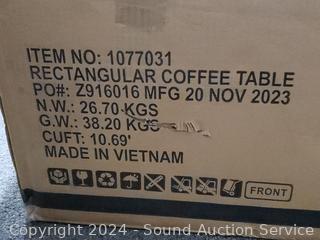 ITEM NO: 1077031
RECTANGULAR COFFEE TABLE
PO#: Z916016 MFG 20 NOV 2023
N.W.: 26.70 KGS
G.W.: 38.20 KGS
CUFT: 10.69'
MADE IN VIETNAM
FRONT
Copyright 2024 - Sound Auction Service